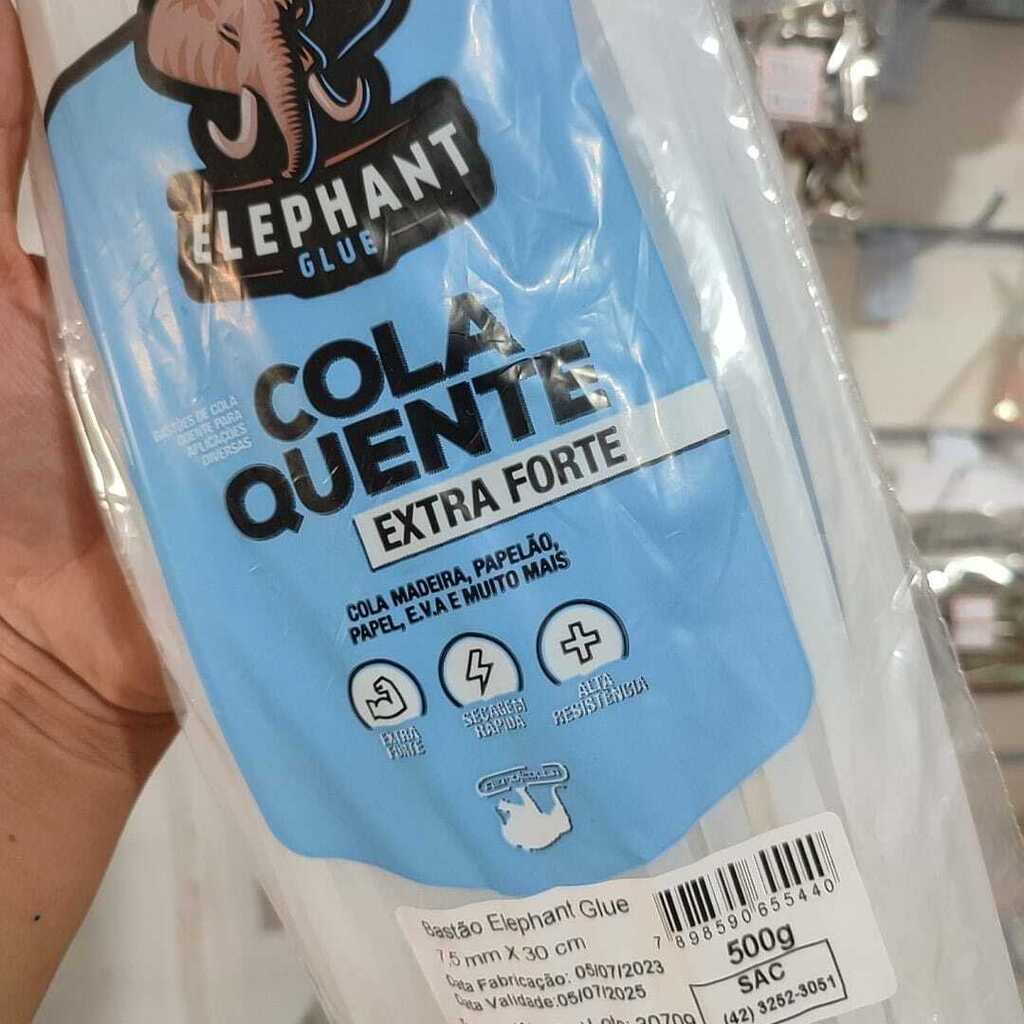 ELEPHANT
GLUE
COLA
QUENTE
BASTÕES DE COLA
QUENTE PARA
APLICAÇÕES
DIVERSAS
EXTRA FORTE
COLA MADEIRA, PAPELÃO,
PAPEL, E.V.A E MUITO MAIS
EXTRA
FORTE
SECAGEM
RÁPIDA
ALTA
RESISTÊNCIA
Bastão Elephant Glue
7,5 mm X 30 cm
Data Fabricação: 05/07/2023
Data Validade:05/07/2025
7 898590 655440
500g
SAC
(42) 3252-3051